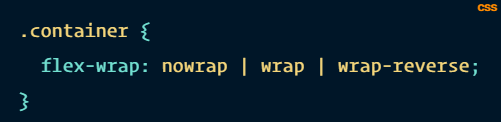 css
.container {
  flex-wrap: nowrap | wrap | wrap-reverse;
}